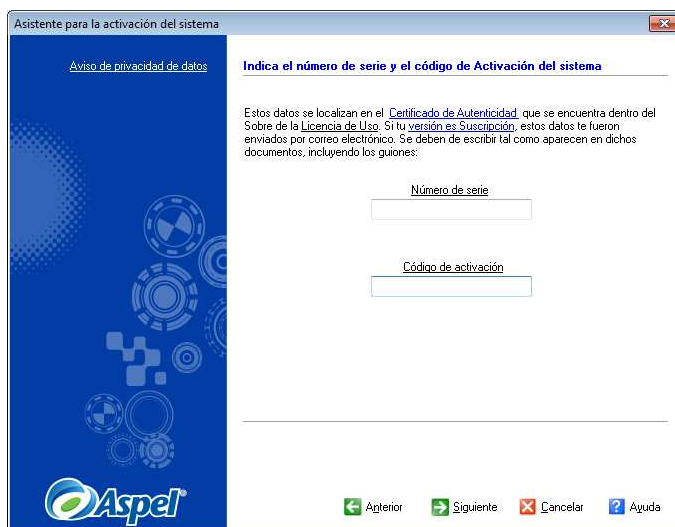 Asistente para la activación del sistema
Aviso de privacidad de datos
Indica el número de serie y el código de Activación del sistema
Estos datos se localizan en el Certificado de Autenticidad que se encuentra dentro del
Sobre de la Licencia de Uso. Si tu versión es Suscripción, estos datos te fueron
enviados por correo electrónico. Se deben de escribir tal como aparecen en dichos
documentos, incluyendo los guiones:
Número de serie
Código de activación
Aspel®
Anterior
Siguiente
Cancelar
Ayuda